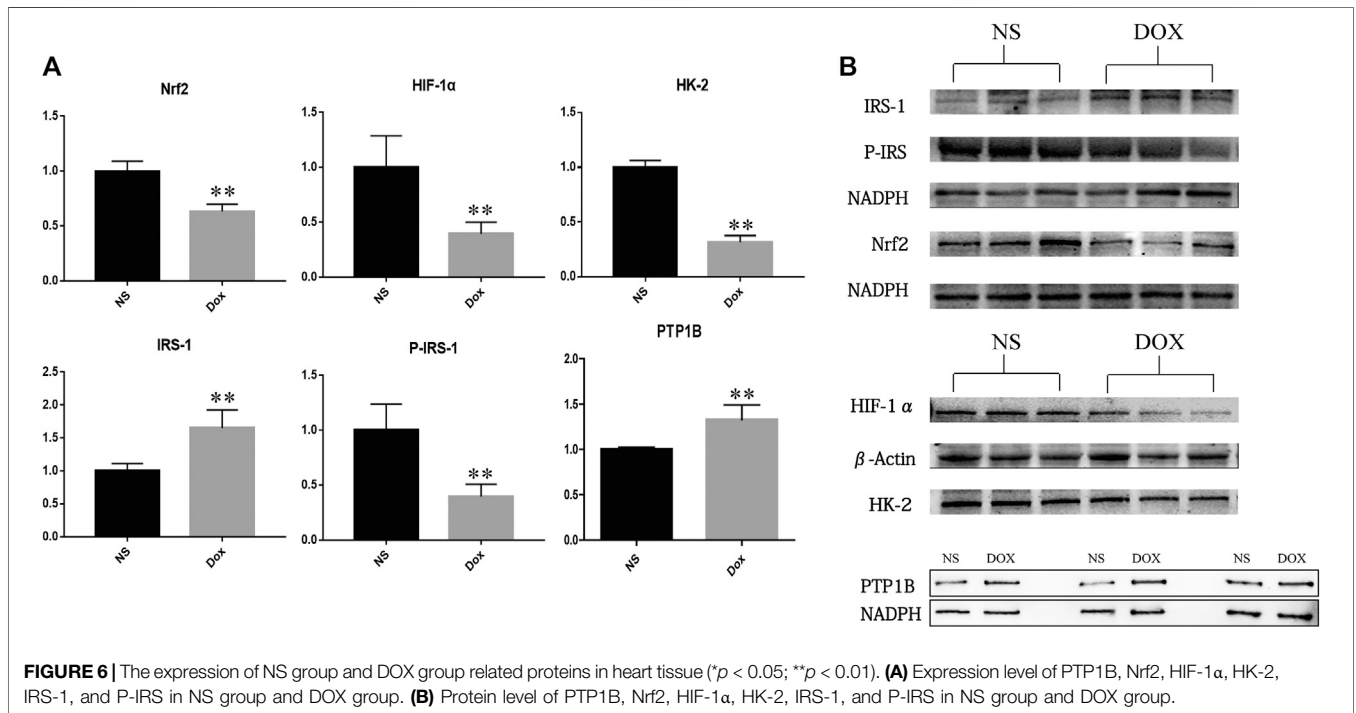 A
Nrf2
1.5
1.0
0.5
0.0
**
NS
Dox
HIF-1α
1.5
1.0
0.5
0.0
**
NS
Dox
HK-2
1.5
1.0
0.5
0.0
**
NS
Dox
IRS-1
2.5
2.0
1.5
1.0
0.5
0.0
**
NS
Dox
P-IRS-1
1.5
1.0
0.5
0.0
**
NS
Dox
PTP1B
2.0
1.5
1.0
0.5
0.0
**
NS
Dox
B
NS DOX
IRS-1
P-IRS
NADPH
Nrf2
NADPH
NS DOX
HIF-1 α
β-Actin
HK-2
NS DOX NS DOX NS DOX
PTP1B
NADPH
FIGURE 6 | The expression of NS group and DOX group related proteins in heart tissue (*p < 0.05; **p < 0.01). (A) Expression level of PTP1B, Nrf2, HIF-1α, HK-2,
IRS-1, and P-IRS in NS group and DOX group. (B) Protein level of PTP1B, Nrf2, HIF-1α, HK-2, IRS-1, and P-IRS in NS group and DOX group.